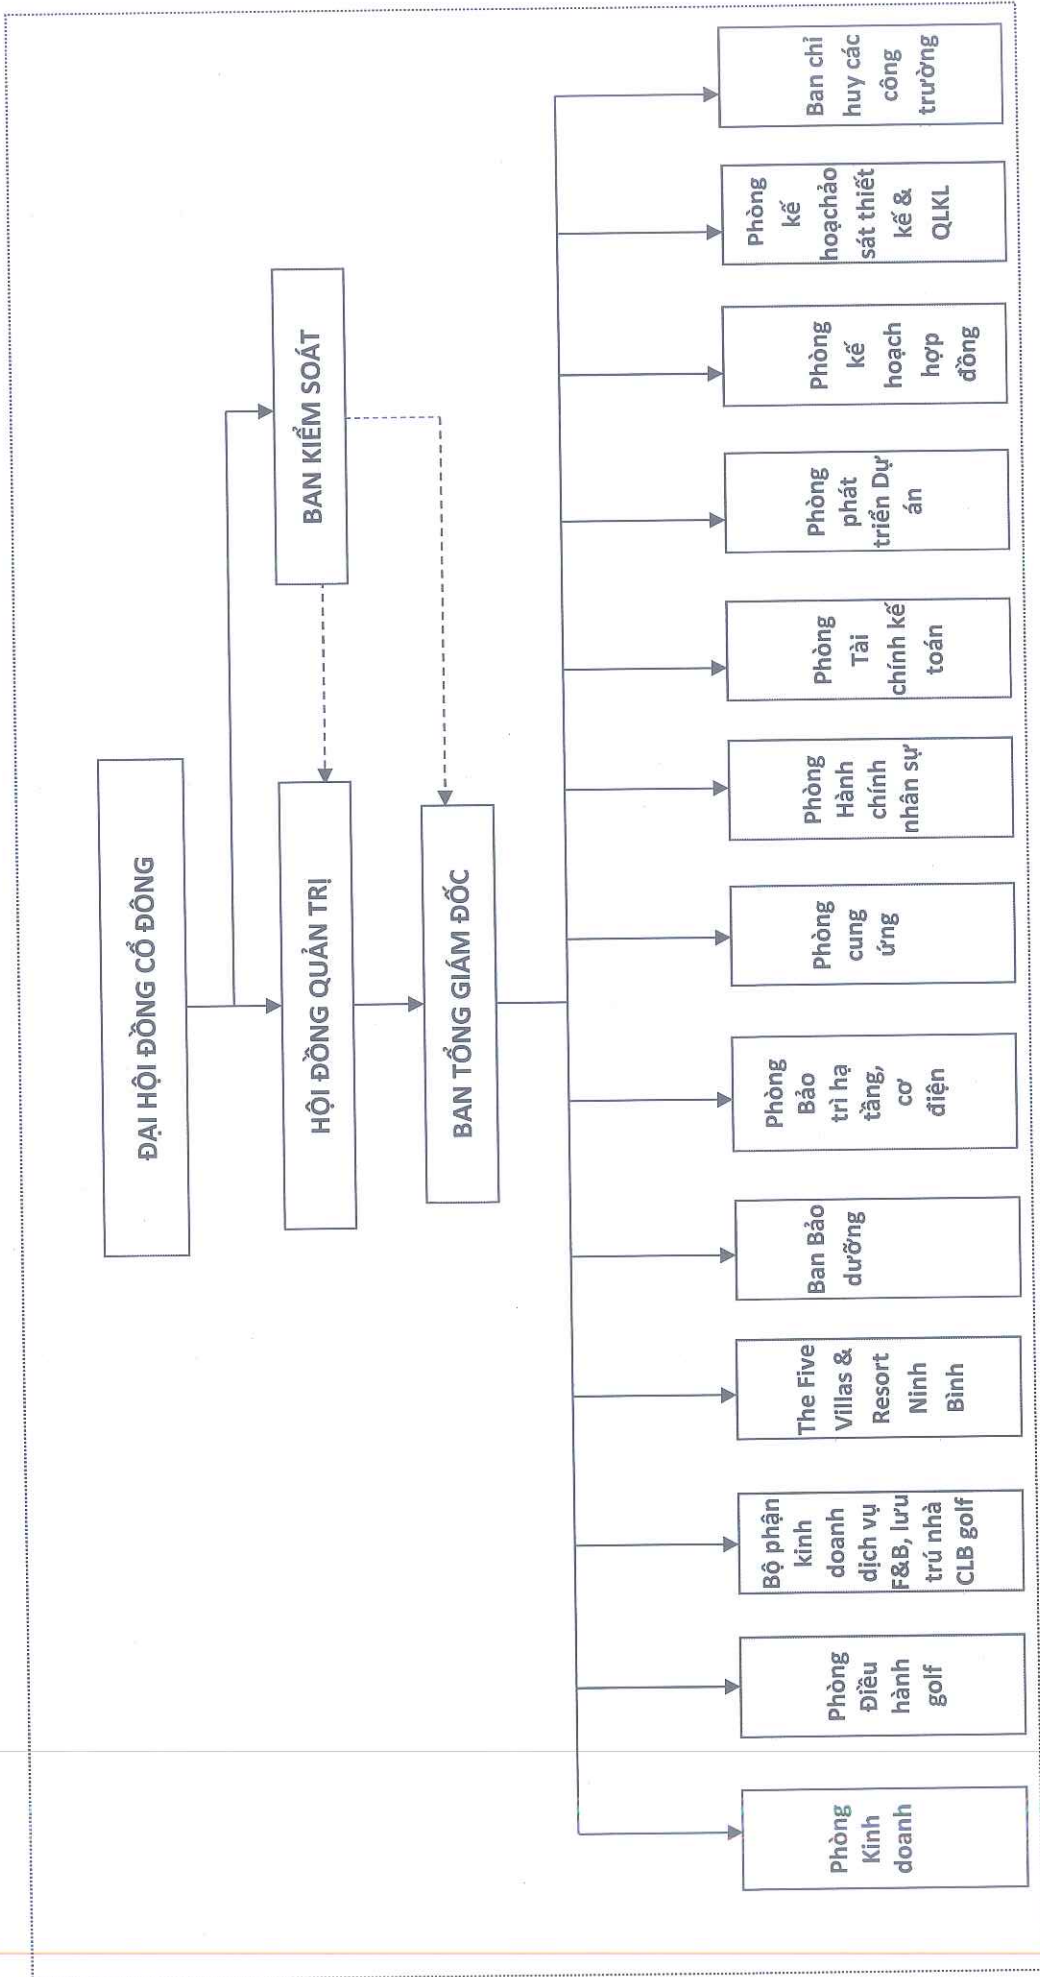 ĐẠI HỘI ĐỒNG CỔ ĐÔNG
BAN KIỂM SOÁT
HỘI ĐỒNG QUẢN TRỊ
BAN TỔNG GIÁM ĐỐC
Phòng
Kinh
doanh
Phòng
Điều
hành
golf
Bộ phận
kinh
doanh
dịch vụ
F&B, lưu
trú nhà
CLB golf
The Five
Villas &
Resort
Ninh
Bình
Ban Bảo
dưỡng
Phòng
Bảo
trì hạ
tầng,
cơ
điện
Phòng
cung
ứng
Phòng
Hành
chính
nhân sự
Phòng
Tài
chính kế
toán
Phòng
phát
triển Dự
án
Phòng
kế
hoạch
hợp
đồng
Phòng
kế
hoạchảo
sát thiết
kế &
QLKL
Ban chỉ
huy các
công
trường